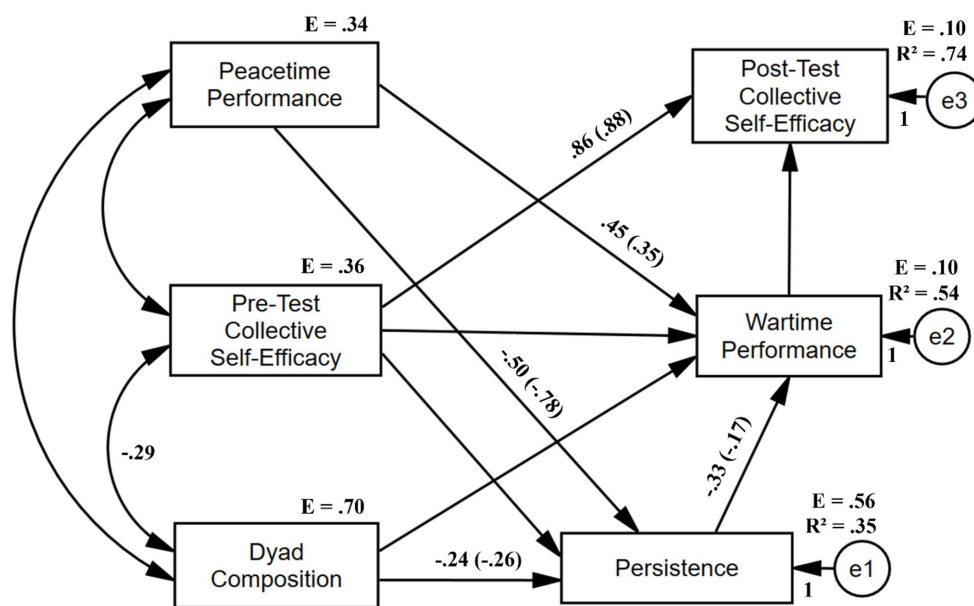 E = .34
Peacetime
Performance
E = .10
R² = .74
Post-Test
Collective
Self-Efficacy
e3
1
.86 (.88)
.45 (.35)
E = .36
Pre-Test
Collective
Self-Efficacy
E = .10
R² = .54
Wartime
Performance
e2
1
-.50 (-.78)
-.29
-.33 (-.17)
E = .70
Dyad
Composition
-.24 (-.26)
E = .56
R² = .35
Persistence
e1
1